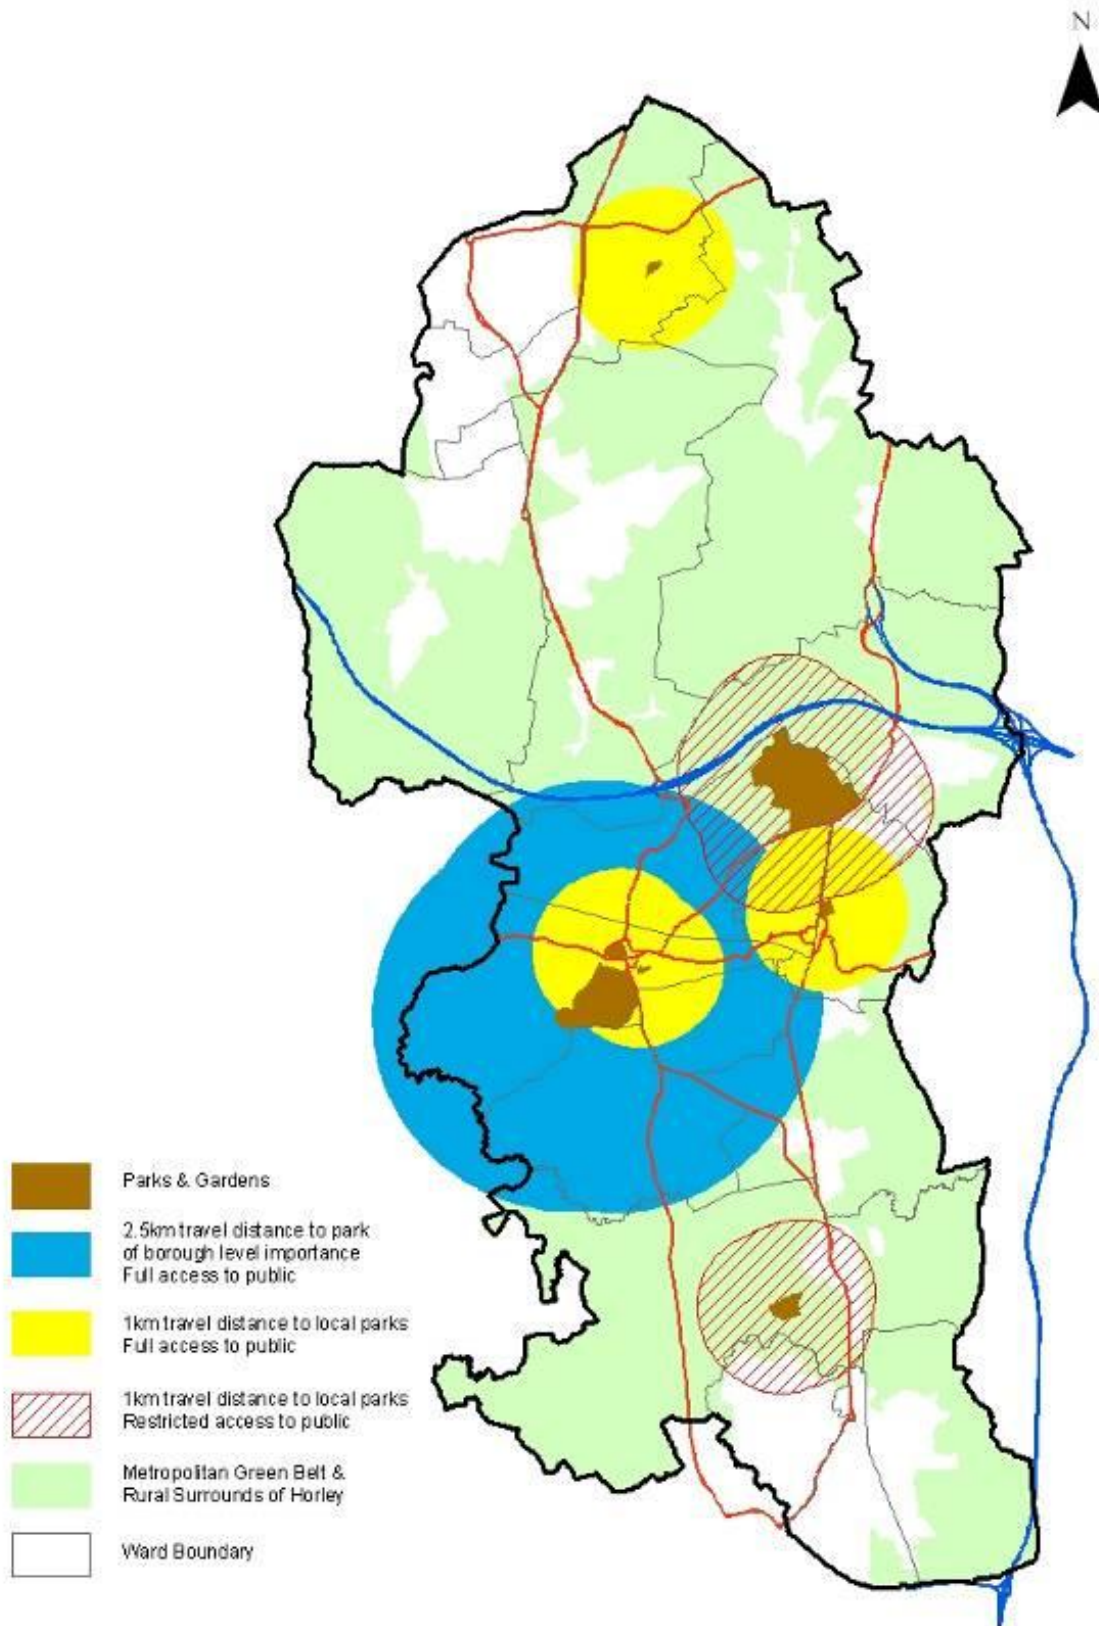 N
Parks & Gardens
2.5km travel distance to park
of borough level importance
Full access to public
1km travel distance to local parks
Full access to public
1km travel distance to local parks
Restricted access to public
Metropolitan Green Belt &
Rural Surrounds of Horley
Ward Boundary